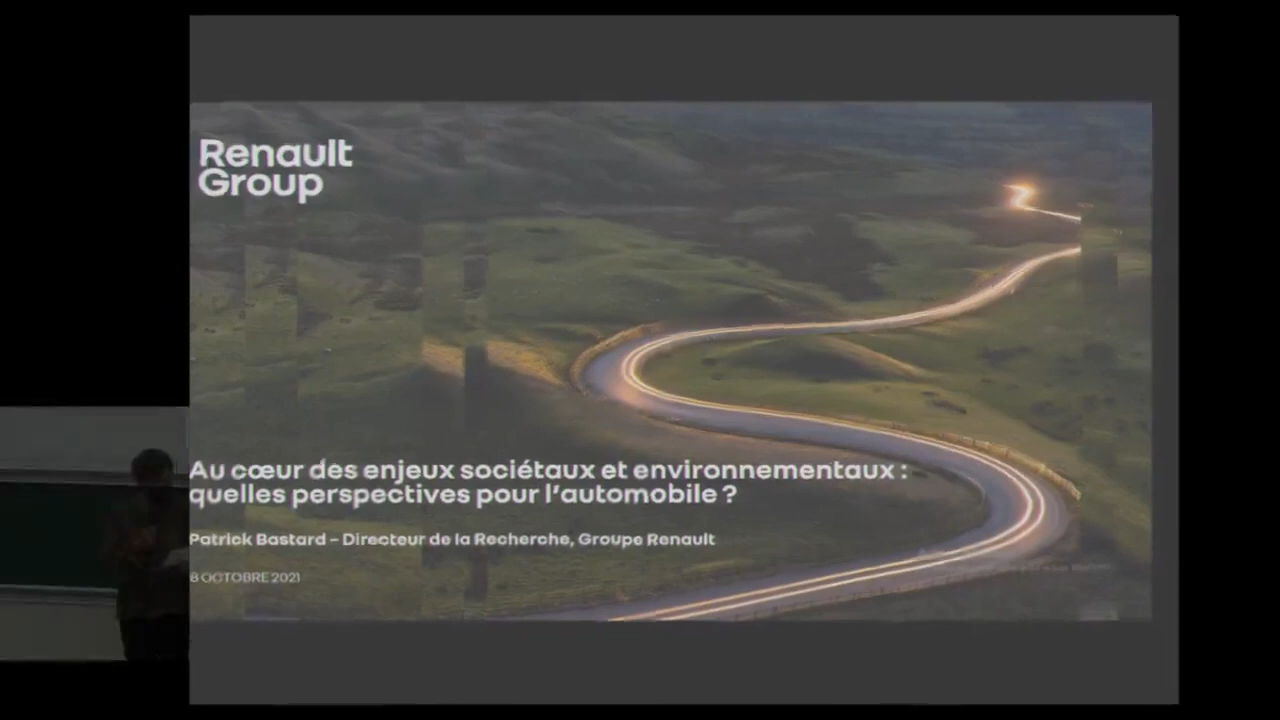 Renault
Group
Au cœur des enjeux sociétaux et environnementaux :
quelles perspectives pour l'automobile ?
Patrick Bastard – Directeur de la Recherche, Groupe Renault
8 OCTOBRE 2021